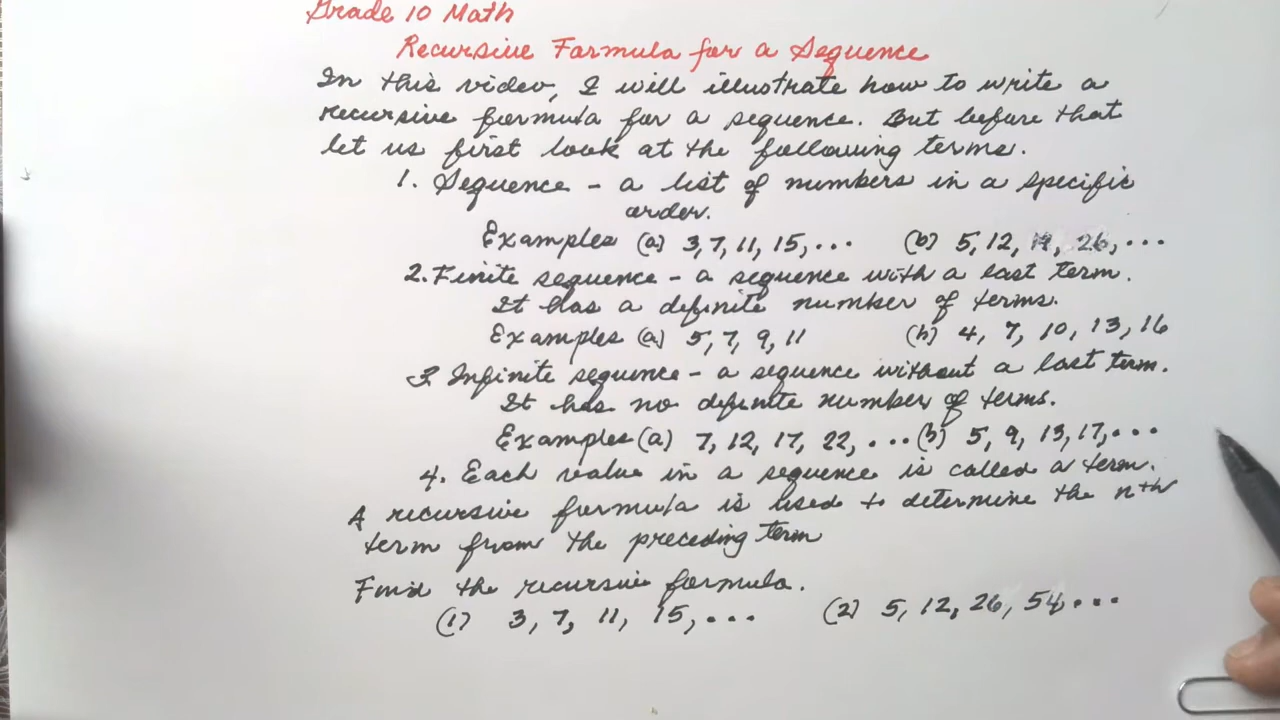 Grade 10 Math
Recursive Formula for a Sequence
In this video, I will illustrate how to write a
recursive formula for a sequence. But before that
let us first look at the following terms.
1. Sequence - a list of numbers in a specific
order.
Examples (a) 3, 7, 11, 15, ... (b) 5, 12, 19, 26, ...
2. Finite sequence - a sequence with a last term.
It has a definite number of terms.
Examples (a) 5, 7, 9, 11 (b) 4, 7, 10, 13, 16
3. Infinite sequence - a sequence without a last term.
It has no definite number of terms.
Examples (a) 7, 12, 17, 22, ... (b) 5, 9, 13, 17, ...
4. Each value in a sequence is called a term.
A recursive formula is used to determine the nth
term from the preceding term
Find the recursive formula.
(1) 3, 7, 11, 15, ... (2) 5, 12, 26, 54, ...